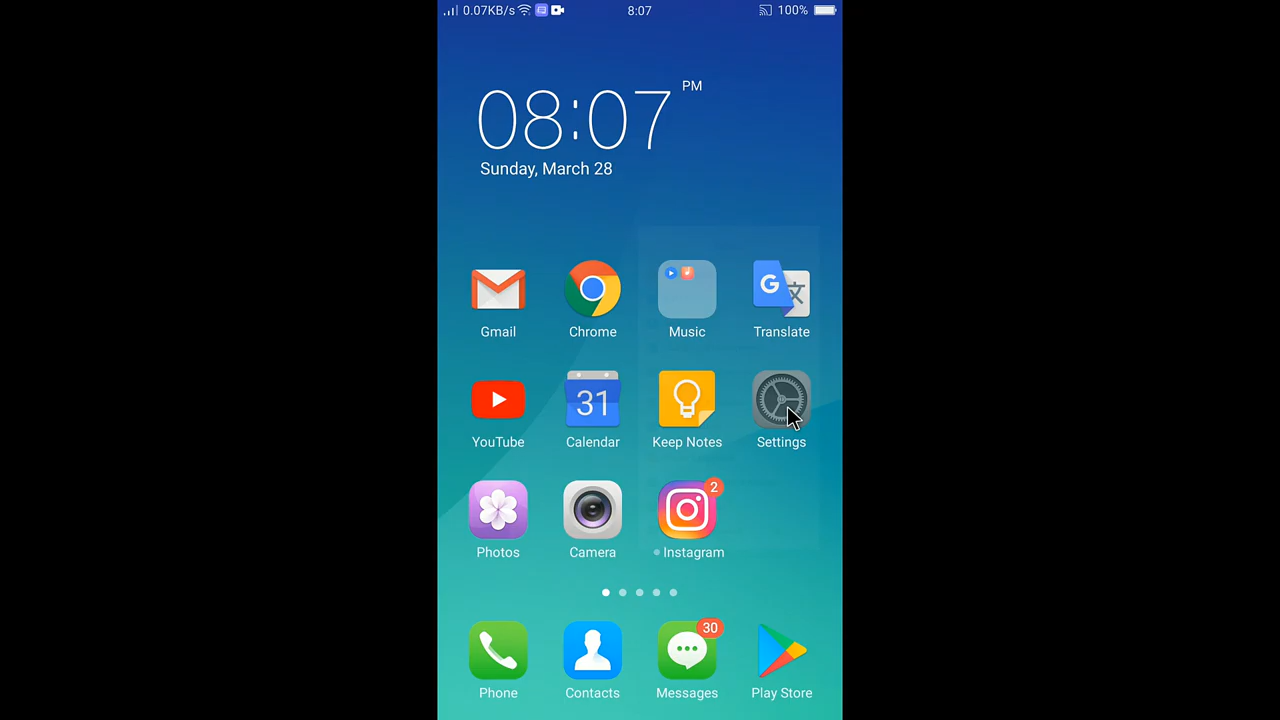 0.07KB/s 8:07 100%
08:07 PM
Sunday, March 28
Gmail Chrome Music Translate
31
YouTube Calendar Keep Notes Settings
2
Photos Camera Instagram
30
Phone Contacts Messages Play Store